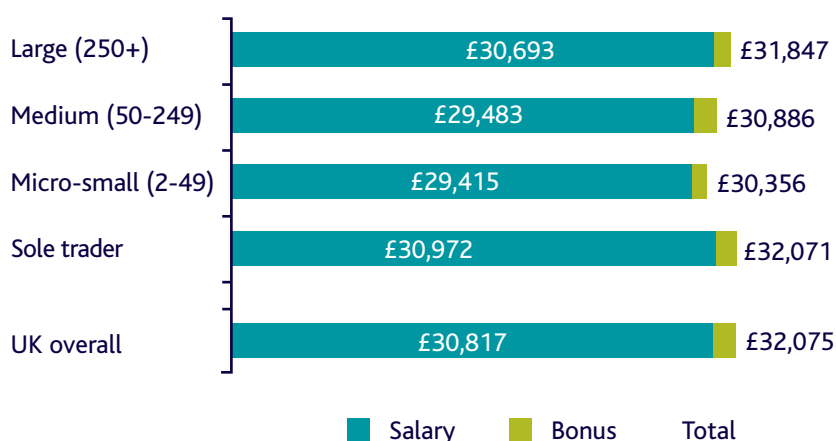 Large (250+) £30,693 £31,847
Medium (50-249) £29,483 £30,886
Micro-small (2-49) £29,415 £30,356
Sole trader £30,972 £32,071
UK overall £30,817 £32,075
Salary Bonus Total